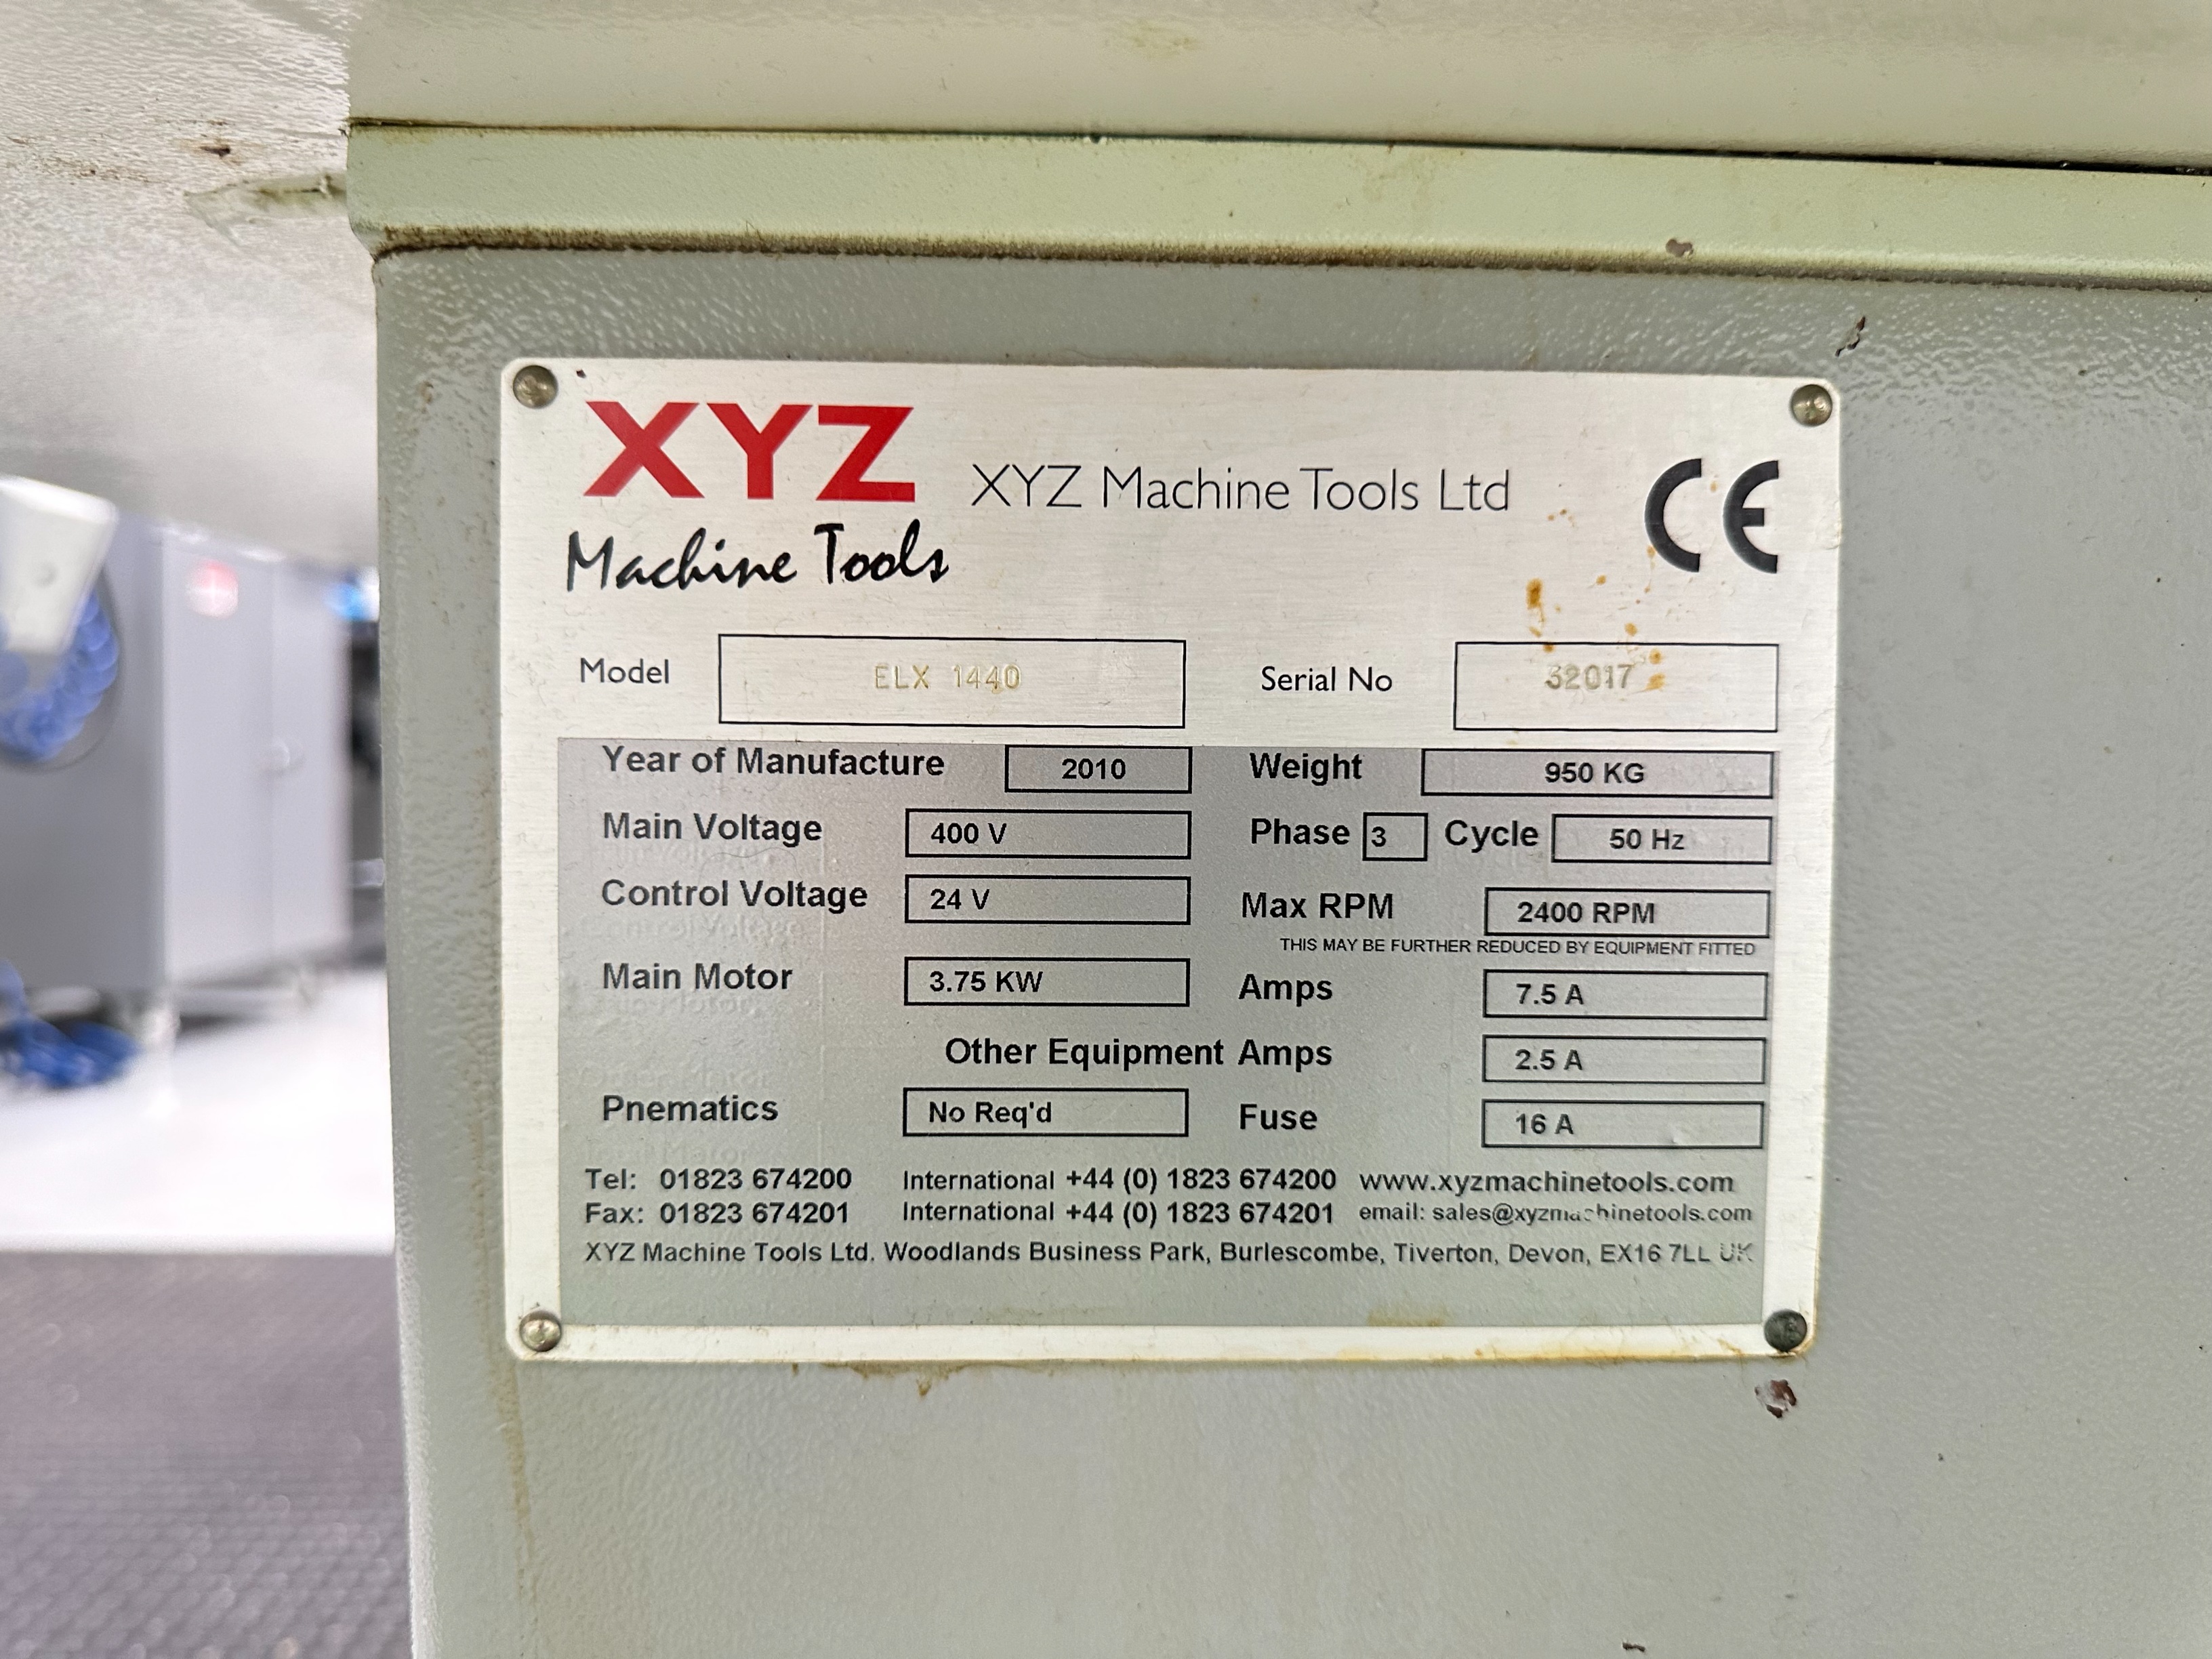 XYZ
Machine Tools
XYZ Machine Tools Ltd
CE
Model ELX 1440 Serial No 32017
Year of Manufacture 2010 Weight 950 KG
Main Voltage 400 V Phase 3 Cycle 50 Hz
Control Voltage 24 V Max RPM 2400 RPM
THIS MAY BE FURTHER REDUCED BY EQUIPMENT FITTED
Main Motor 3.75 KW Amps 7.5 A
Other Equipment Amps 2.5 A
Pnematics No Req'd Fuse 16 A
Tel: 01823 674200 International +44 (0) 1823 674200 www.xyzmachinetools.com
Fax: 01823 674201 International +44 (0) 1823 674201 email: sales@xyzmachinetools.com
XYZ Machine Tools Ltd. Woodlands Business Park, Burlescombe, Tiverton, Devon, EX16 7LL UK